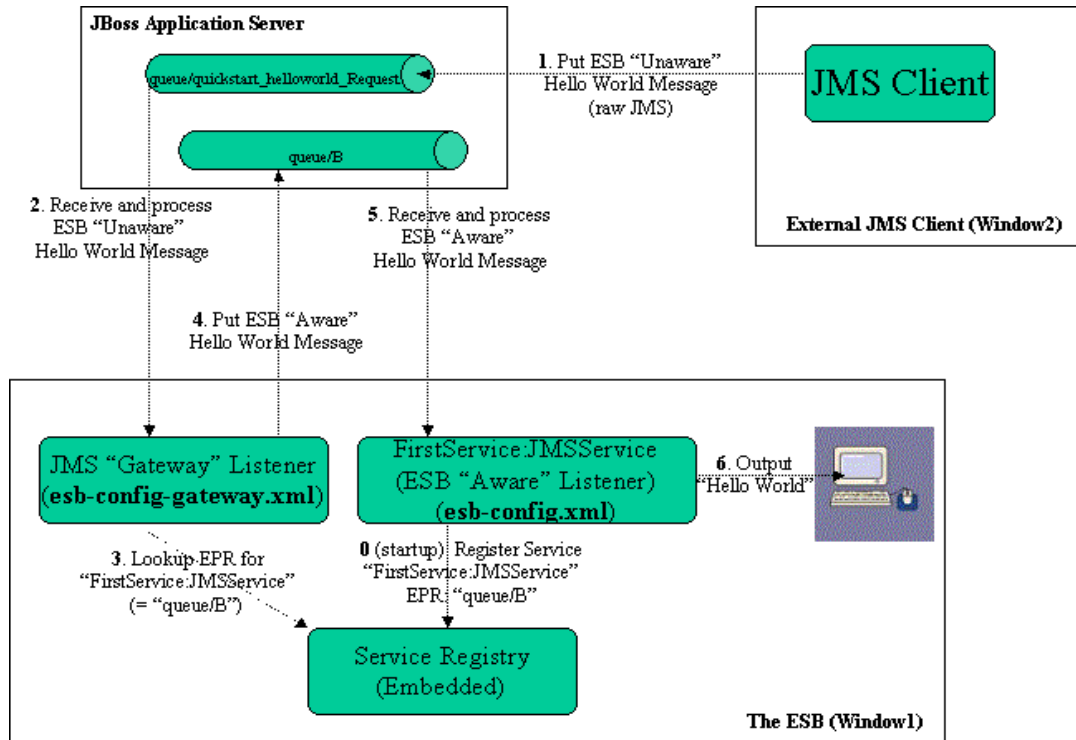 JBoss Application Server
queue/quickstart_helloworld_Request
queue/B
1. Put ESB “Unaware”
Hello World Message
(raw JMS)
JMS Client
External JMS Client (Window2)
2. Receive and process
ESB “Unaware”
Hello World Message
5. Receive and process
ESB “Aware”
Hello World Message
4. Put ESB “Aware”
Hello World Message
JMS “Gateway” Listener
(esb-config-gateway.xml)
FirstService:JMSService
(ESB “Aware” Listener)
(esb-config.xml)
6. Output
“Hello World”
3. Lookup EPR for
“FirstService:JMSService”
(= “queue/B”)
0 (startup) Register Service
“FirstService:JMSService”
EPR: “queue/B”
Service Registry
(Embedded)
The ESB (Window1)